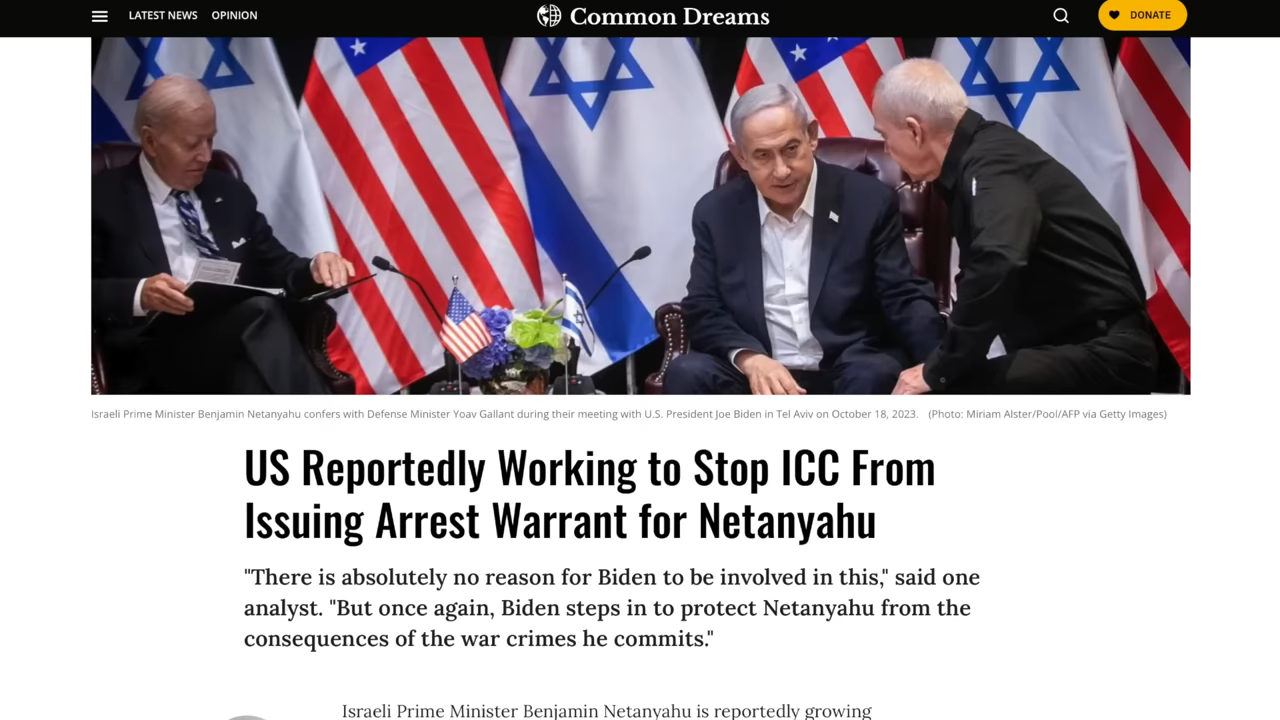 LATEST NEWS OPINION Common Dreams DONATE
Israeli Prime Minister Benjamin Netanyahu confers with Defense Minister Yoav Gallant during their meeting with U.S. President Joe Biden in Tel Aviv on October 18, 2023. (Photo: Miriam Alster/Pool/AFP via Getty Images)
US Reportedly Working to Stop ICC From
Issuing Arrest Warrant for Netanyahu
"There is absolutely no reason for Biden to be involved in this," said one
analyst. "But once again, Biden steps in to protect Netanyahu from the
consequences of the war crimes he commits."
Israeli Prime Minister Benjamin Netanyahu is reportedly growing